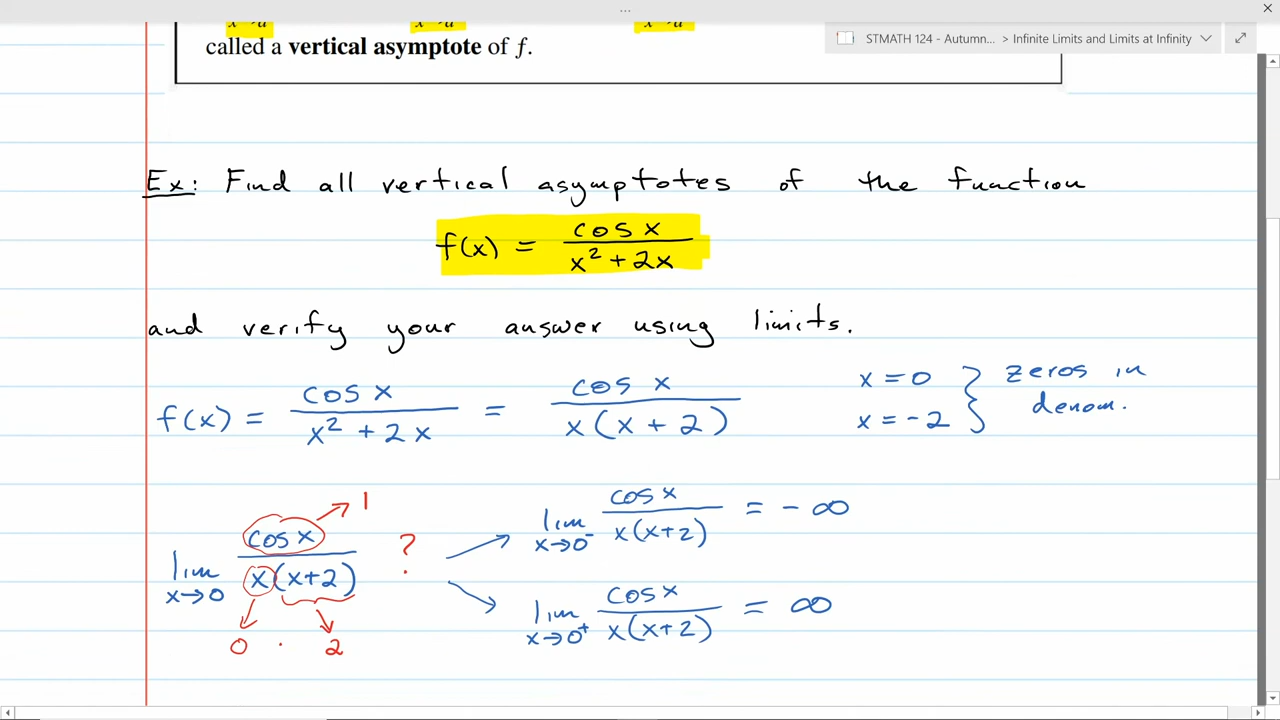 x→a x→a x→a
called a vertical asymptote of f.
STMATH 124 - Autumn... > Infinite Limits and Limits at Infinity
Ex: Find all vertical asymptotes of the function
f(x) = cos x / x² + 2x
and verify your answer using limits.
f(x) = cos x / x² + 2x = cos x / x(x + 2)
x = 0
x = -2
} zeros in
denom.
lim x→0 cos x / x(x+2) ?
1
0 · 2
lim x→0⁻ cos x / x(x+2) = - ∞
lim x→0⁺ cos x / x(x+2) = ∞